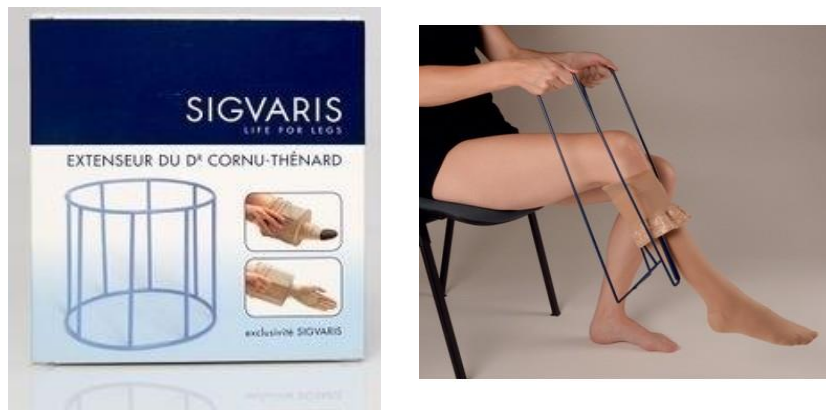 SIGVARIS
LIFE FOR LEGS
EXTENSEUR DU Dᴿ CORNU-THÉNARD
exclusivité SIGVARIS